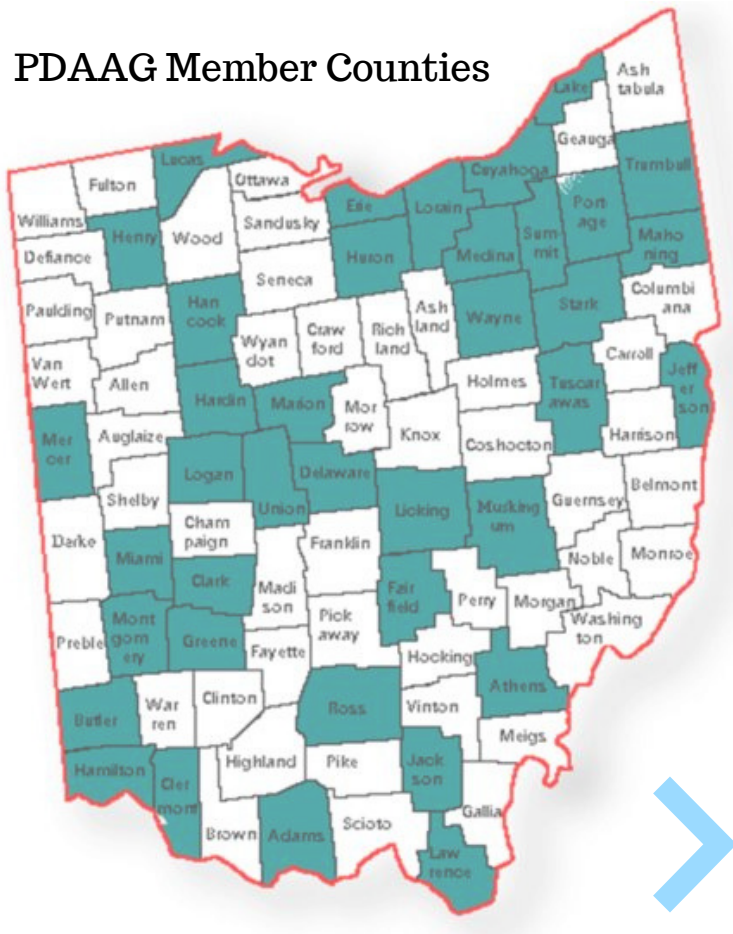 PDAAG Member Counties
Ash
tabula
Lake
Geauga
Lucas
Fulton
Ottawa
Cuyahoga
Trumbull
Williams
Henry
Wood
Sandusky
Erie
Lorain
Port
age
Sum
mit
Medina
Maho
ning
Defiance
Huron
Seneca
Paulding
Putnam
Han
cock
Columbi
ana
Wyan
dot
Craw
ford
Rich
land
Ash
land
Wayne
Stark
Van
Wert
Allen
Carroll
Holmes
Tuscar
awas
Jeff
er
son
Hardin
Marion
Mor
row
Mer
cer
Auglaize
Knox
Coshocton
Harrison
Logan
Delaware
Union
Shelby
Licking
Musking
um
Guernsey
Belmont
Cham
paign
Darke
Franklin
Miami
Noble
Monroe
Clark
Madi
son
Fair
field
Perry
Morgan
Mont
gom
ery
Greene
Pick
away
Washing
ton
Preble
Fayette
Hocking
Athens
Butler
War
ren
Clinton
Ross
Vinton
Meigs
Hamilton
Cler
mont
Highland
Pike
Jack
son
Gallia
Brown
Adams
Scioto
Law
rence